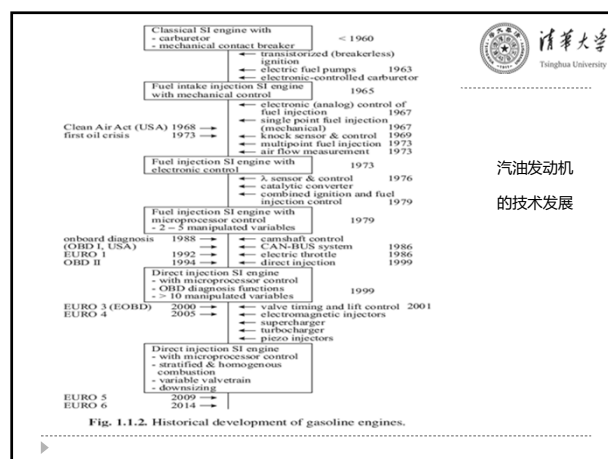 Classical SI engine with
- carburetor
- mechanical contact breaker
< 1960
transistorized (breakerless)
ignition
electric fuel pumps 1963
electronic-controlled carburetor
Fuel intake injection SI engine
with mechanical control
1965
electronic (analog) control of
fuel injection 1967
single point fuel injection
(mechanical) 1967
Clean Air Act (USA) 1968
first oil crisis 1973
knock sensor & control 1969
multipoint fuel injection 1973
air flow measurement 1973
Fuel injection SI engine with
electronic control
1973
λ sensor & control 1976
catalytic converter
combined ignition and fuel
injection control 1979
Fuel injection SI engine with
microprocessor control
- 2 – 5 manipulated variables
1979
onboard diagnosis 1988
(OBD I, USA)
EURO 1 1992
OBD II 1994
camshaft control
CAN-BUS system 1986
electric throttle 1986
direct injection 1999
Direct injection SI engine
- with microprocessor control
- OBD diagnosis functions
- > 10 manipulated variables
1999
EURO 3 (EOBD) 2000
EURO 4 2005
valve timing and lift control 2001
electromagnetic injectors
supercharger
turbocharger
piezo injectors
Direct injection SI engine
- with microprocessor control
- stratified & homogenous
combustion
- variable valvetrain
- downsizing
EURO 5 2009
EURO 6 2014
Fig. 1.1.2. Historical development of gasoline engines.
清華大学
Tsinghua University
汽油发动机
的技术发展